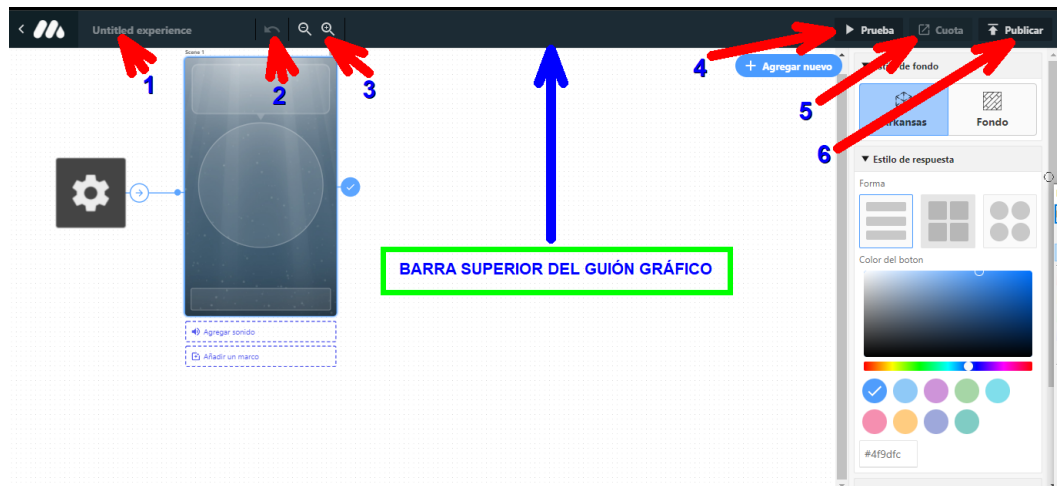 Untitled experience
Prueba
Cuota
Publicar
1
2
3
4
5
6
Scene 1
Agregar nuevo
de fondo
Arkansas
Fondo
Estilo de respuesta
Forma
BARRA SUPERIOR DEL GUIÓN GRÁFICO
Color del boton
Agregar sonido
Añadir un marco
#4f9dfc